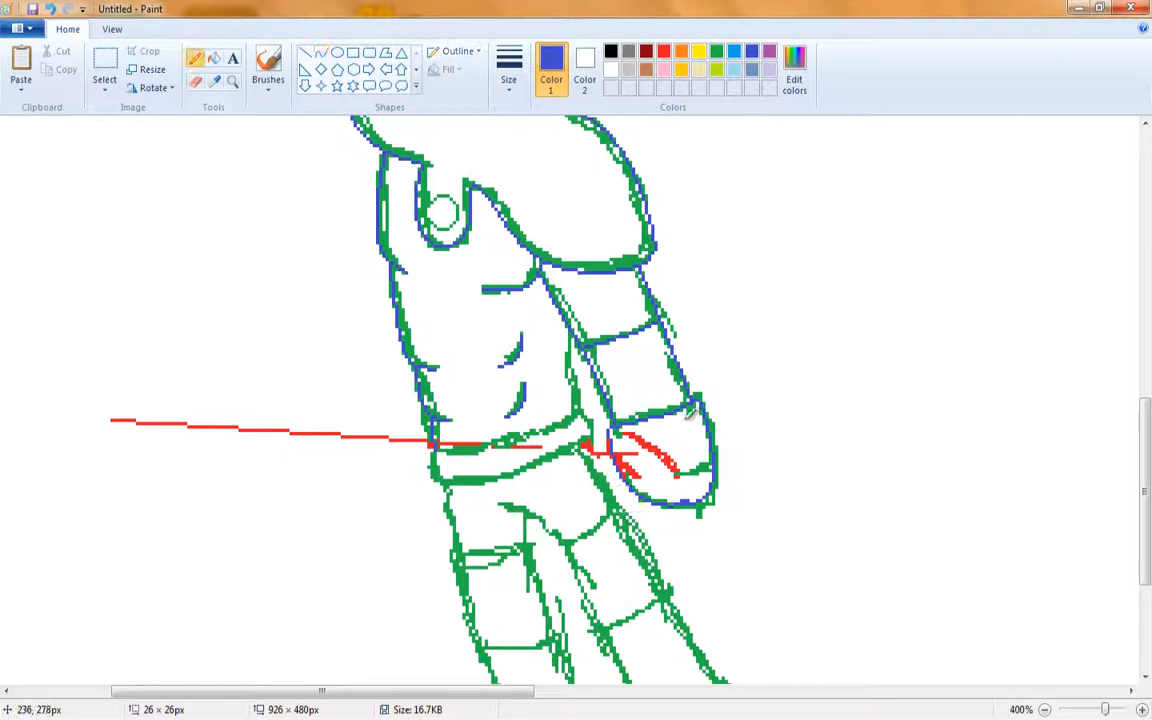 Untitled - Paint
Home View
Cut
Copy
Paste
Clipboard
Crop
Resize
Rotate
Select
Image
A
Tools
Brushes
Outline
Fill
Shapes
Size
Color 1
Color 2
Edit colors
Colors
236, 278px
26 × 26px
926 × 480px
Size: 16.7KB
400%